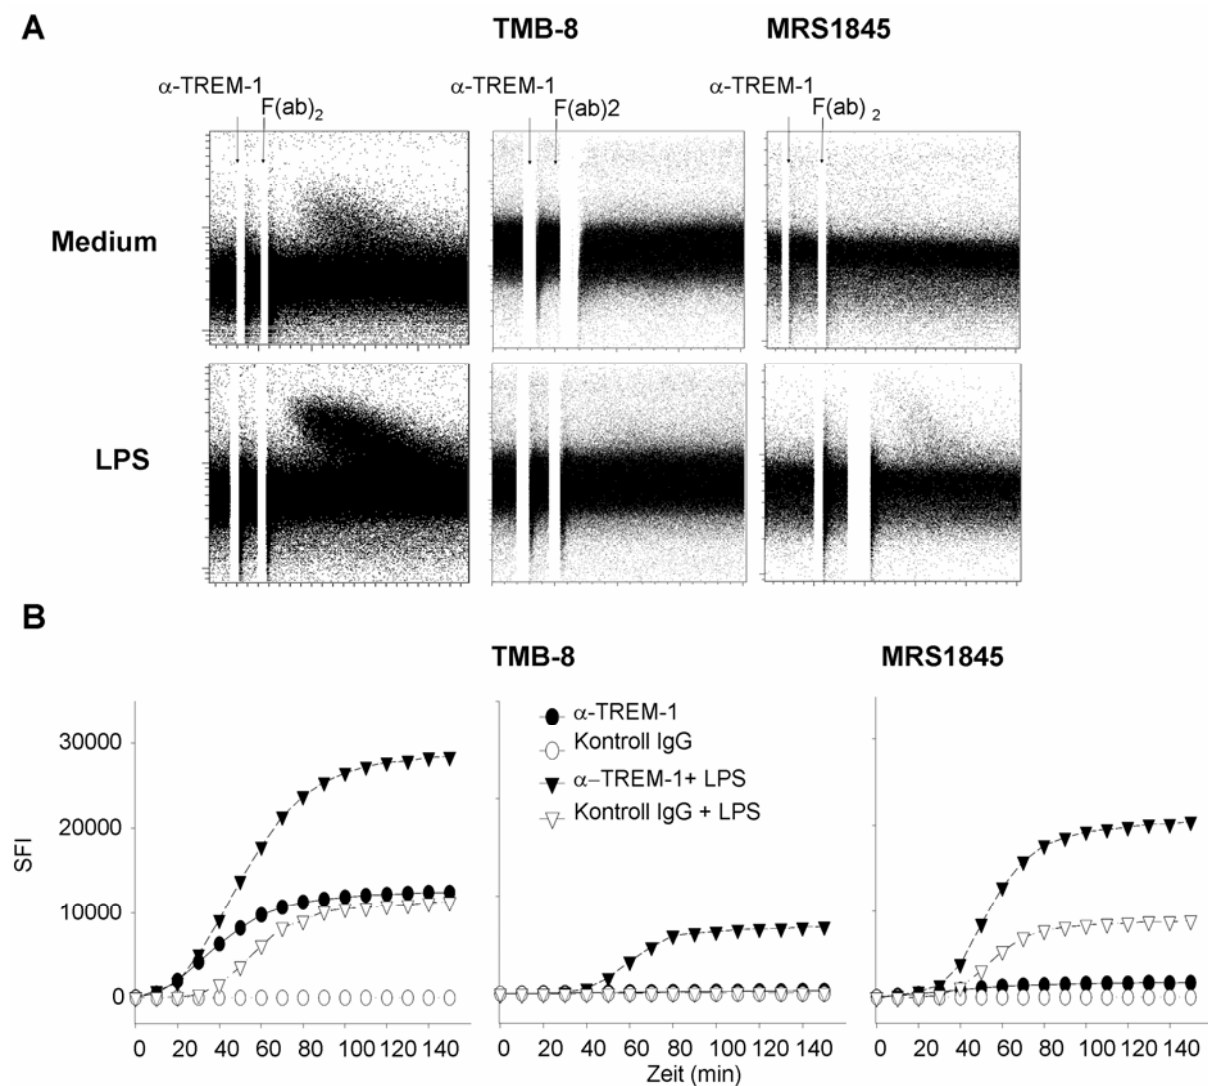 A
TMB-8 MRS1845
α-TREM-1 α-TREM-1 α-TREM-1
F(ab)2 F(ab)2 F(ab) 2
Medium
LPS
B
TMB-8 MRS1845
α-TREM-1
Kontroll IgG
α–TREM-1+ LPS
Kontroll IgG + LPS
30000
20000
10000
0
SFI
0 20 40 60 80 100 120 140
0 20 40 60 80 100 120 140
0 20 40 60 80 100 120 140
Zeit (min)